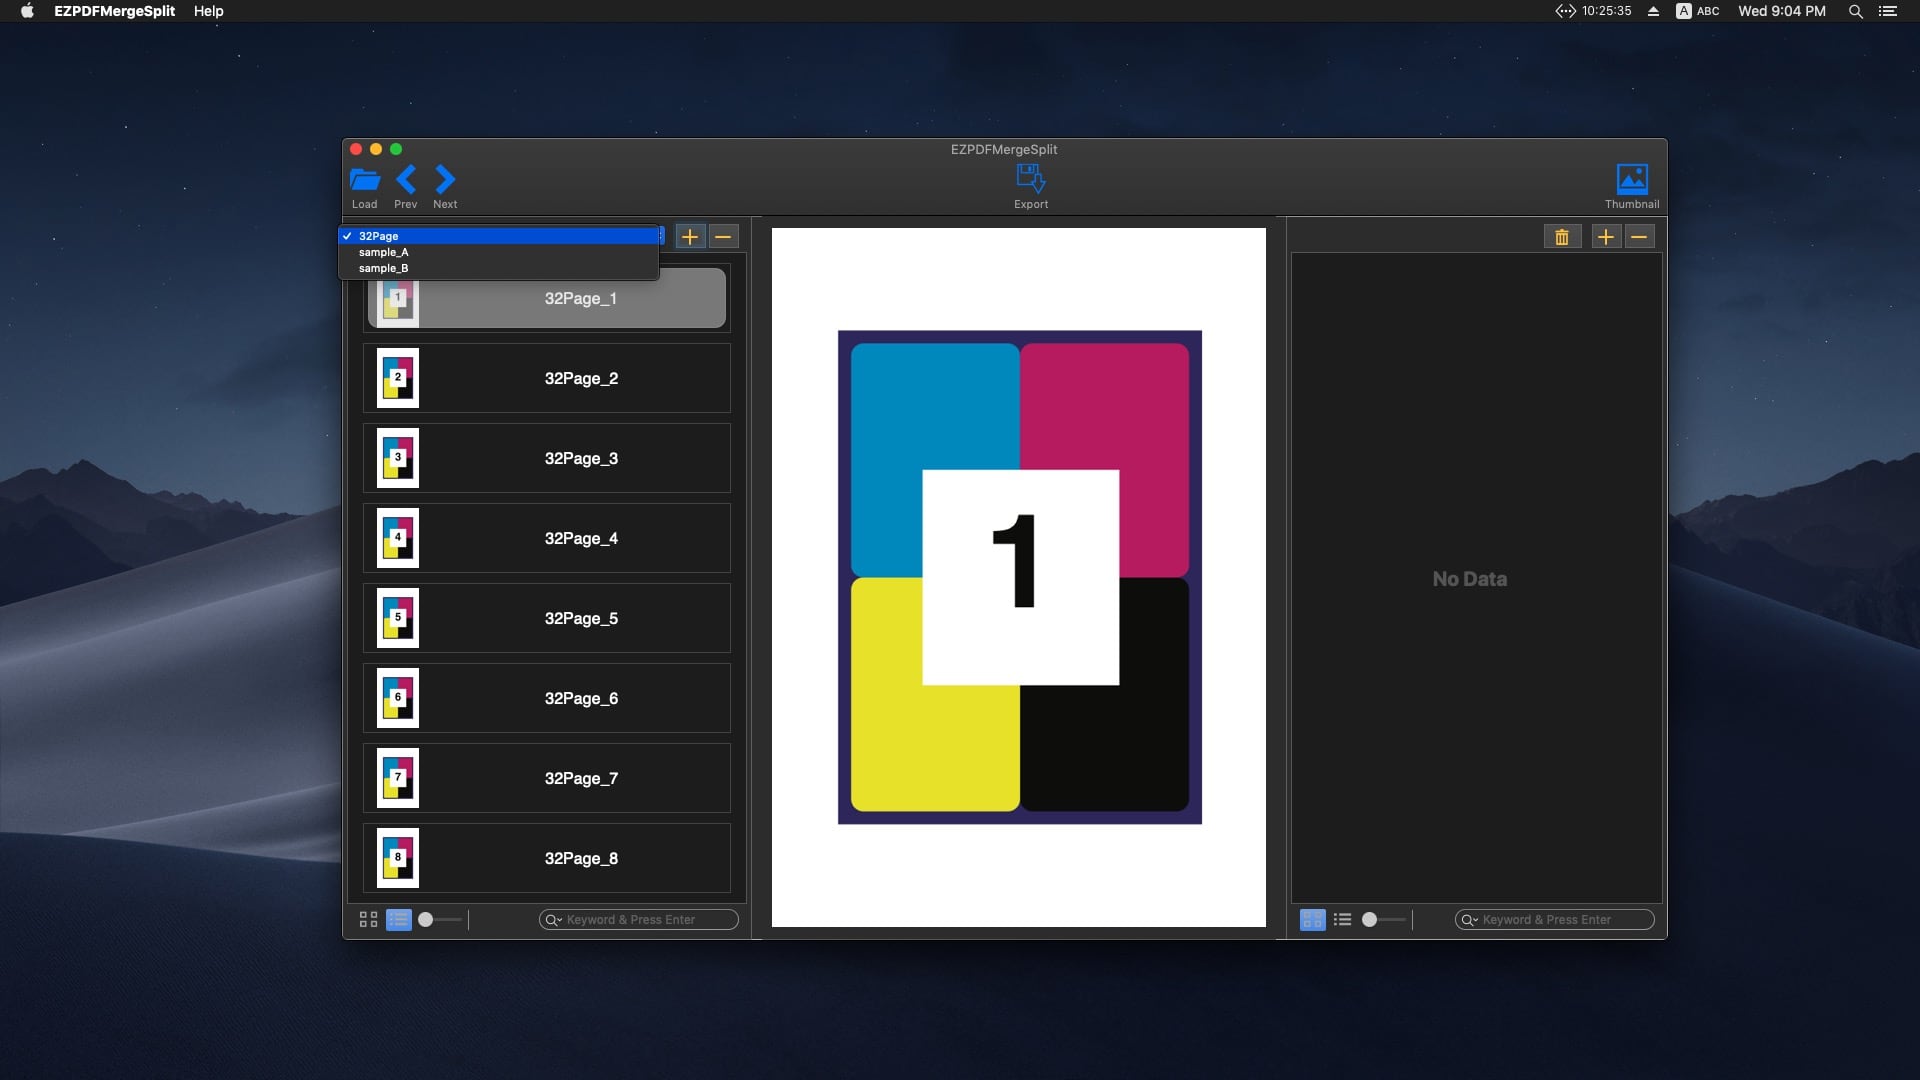 EZPDFMergeSplit Help
10:25:35 A ABC Wed 9:04 PM
EZPDFMergeSplit
Load Prev Next Export Thumbnail
32Page
sample_A
sample_B
1 32Page_1
2 32Page_2
3 32Page_3
4 32Page_4
5 32Page_5
6 32Page_6
7 32Page_7
8 32Page_8
Keyword & Press Enter
1
No Data
Keyword & Press Enter